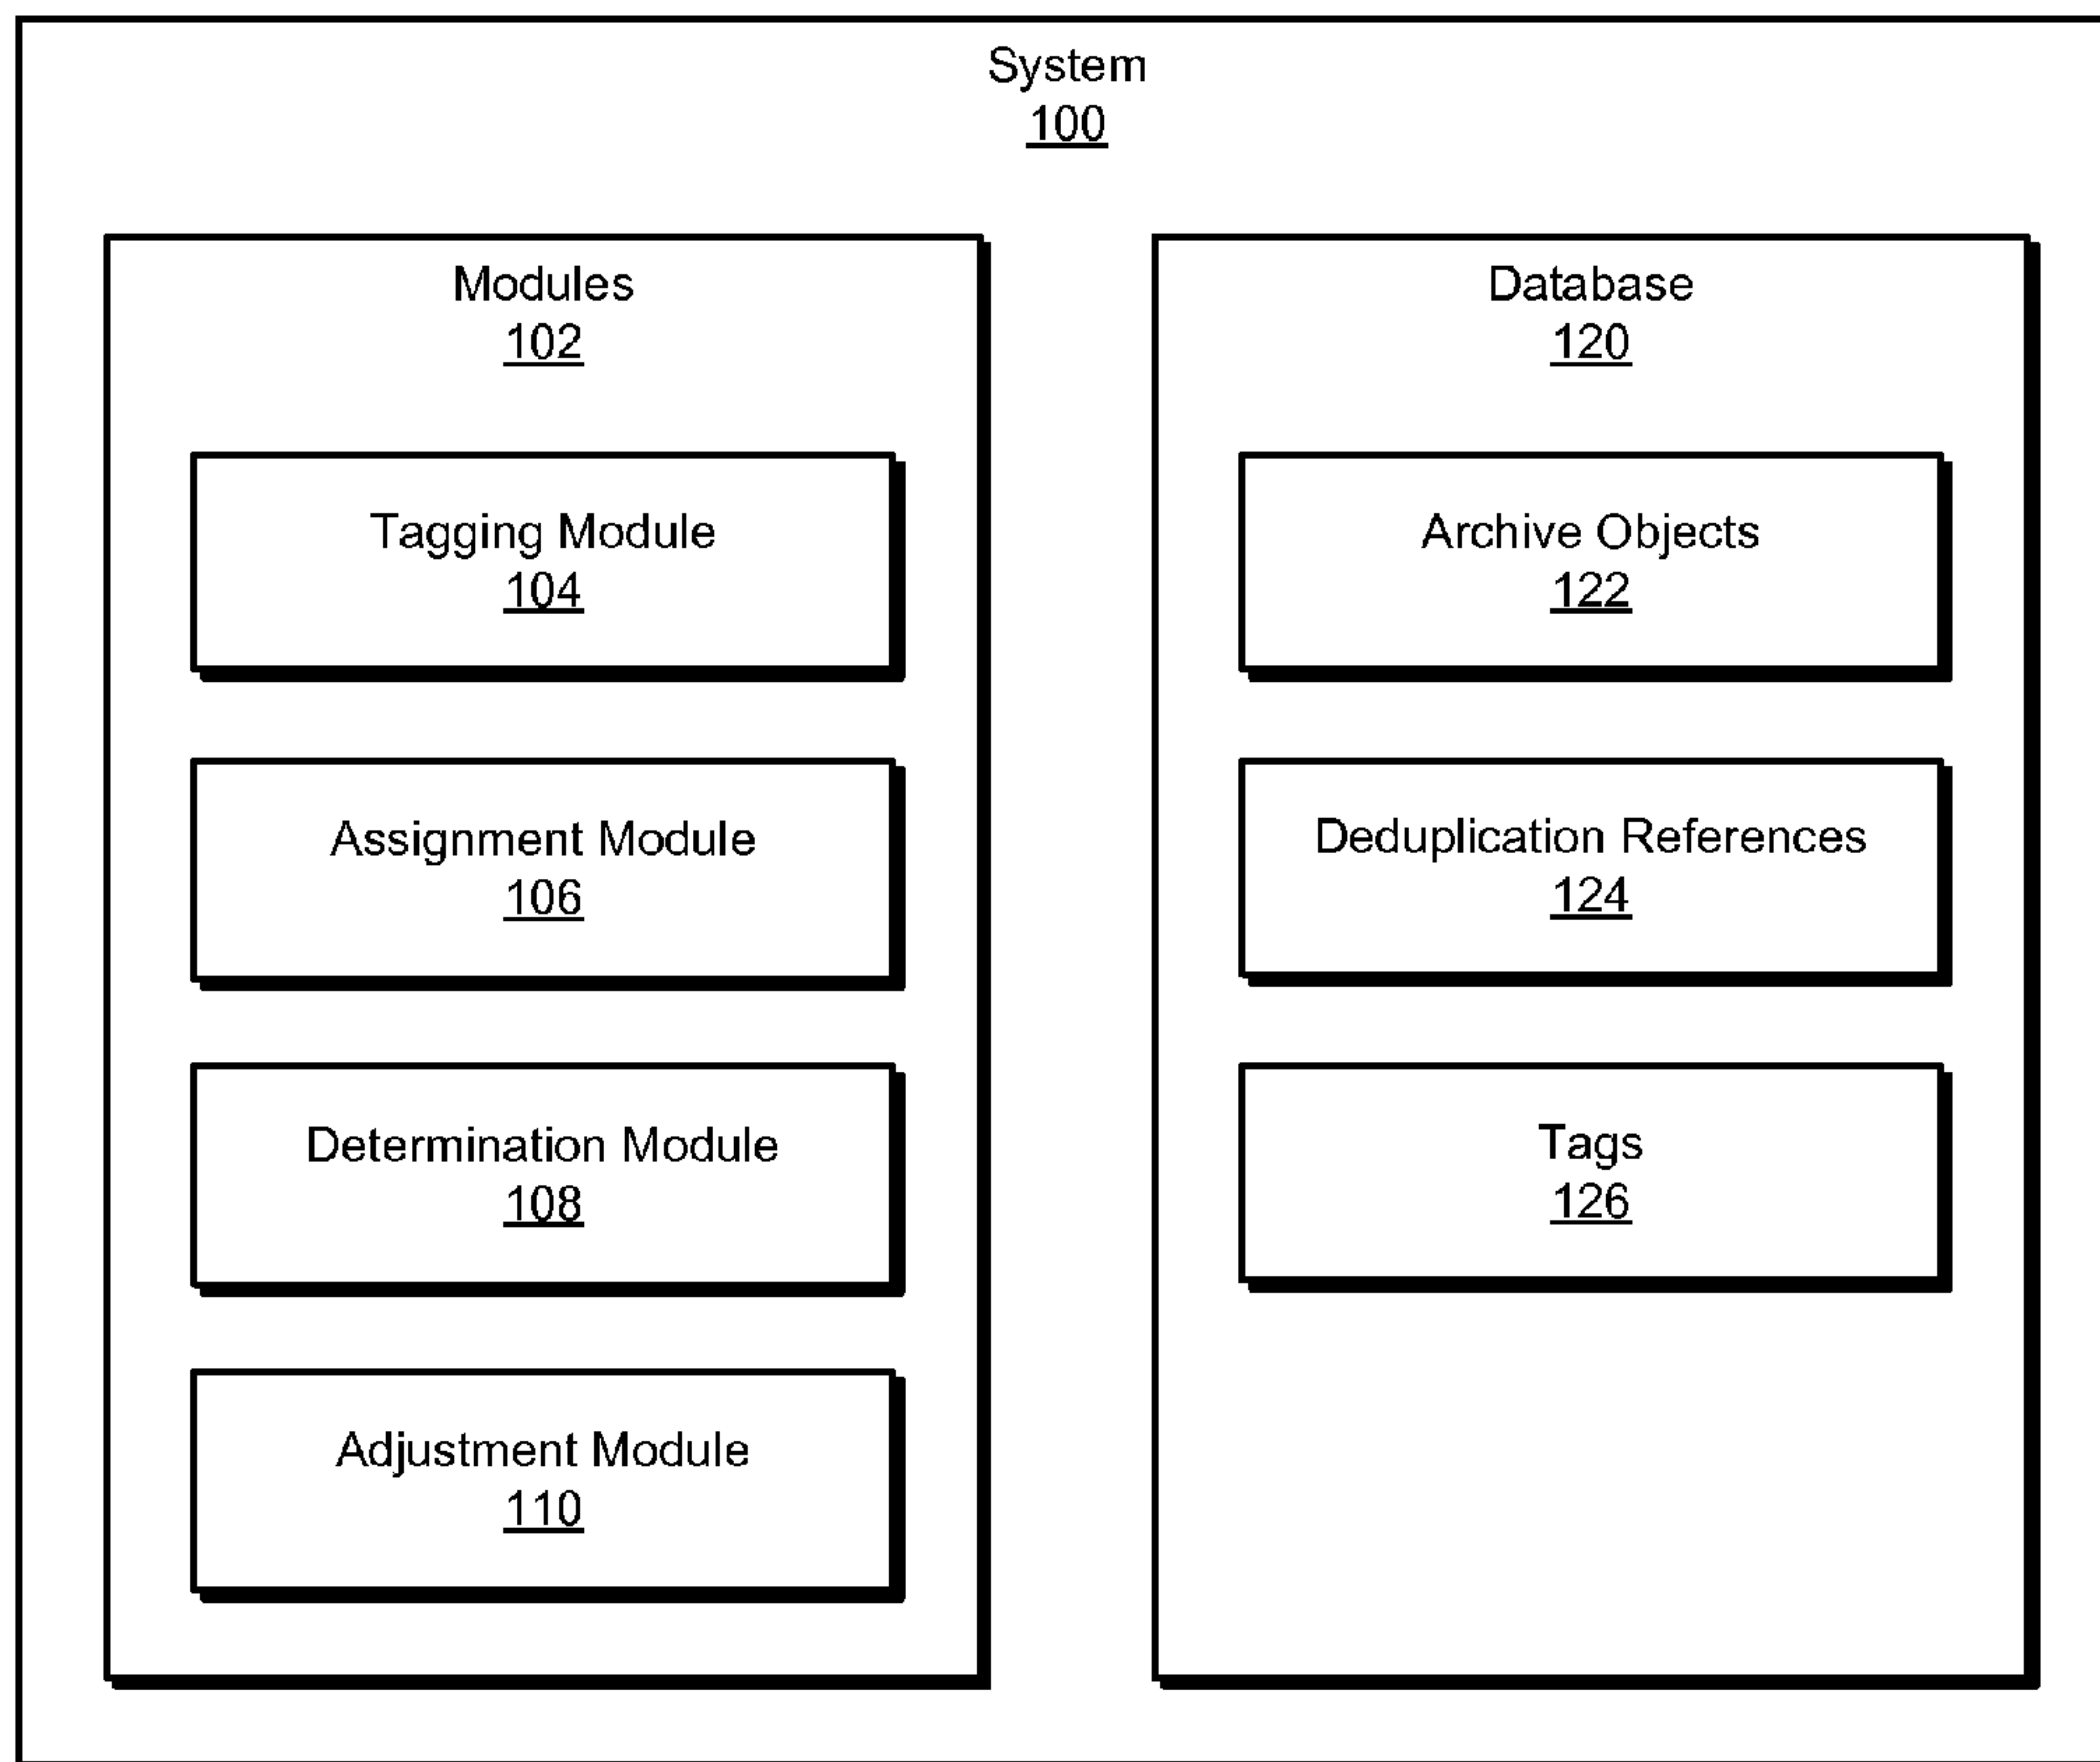 System
100
Modules
102
Tagging Module
104
Assignment Module
106
Determination Module
108
Adjustment Module
110
Database
120
Archive Objects
122
Deduplication References
124
Tags
126